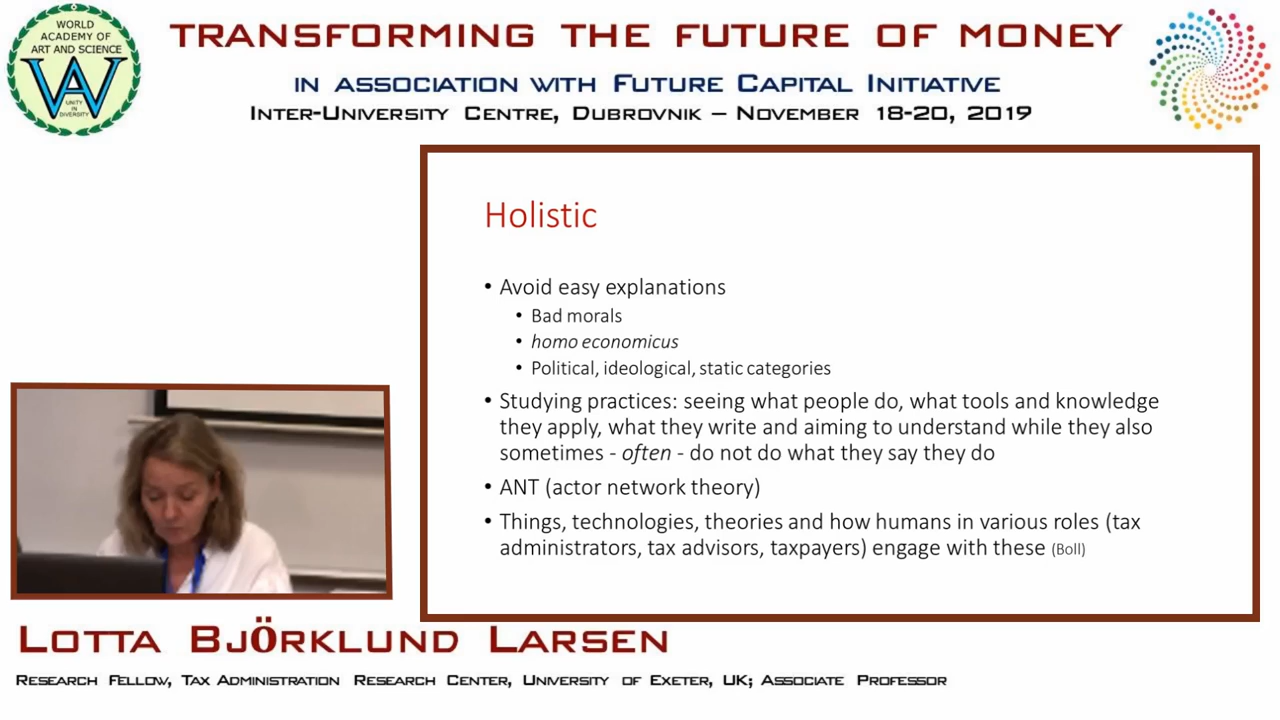 WORLD
ACADEMY OF
ART AND SCIENCE
UNITY
IN
DIVERSITY
TRANSFORMING THE FUTURE OF MONEY
IN ASSOCIATION WITH FUTURE CAPITAL INITIATIVE
INTER-UNIVERSITY CENTRE, DUBROVNIK – NOVEMBER 18-20, 2019
Holistic
• Avoid easy explanations
• Bad morals
• homo economicus
• Political, ideological, static categories
• Studying practices: seeing what people do, what tools and knowledge
they apply, what they write and aiming to understand while they also
sometimes - often - do not do what they say they do
• ANT (actor network theory)
• Things, technologies, theories and how humans in various roles (tax
administrators, tax advisors, taxpayers) engage with these (Boll)
LOTTA BJÖRKLUND LARSEN
RESEARCH FELLOW, TAX ADMINISTRATION RESEARCH CENTER, UNIVERSITY OF EXETER, UK; ASSOCIATE PROFESSOR